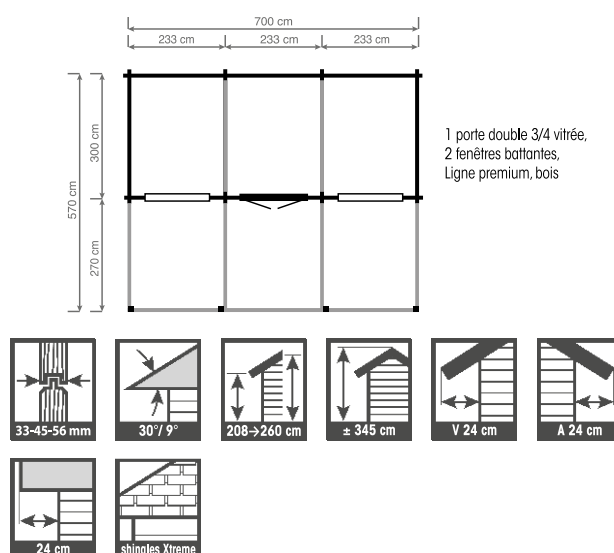 700 cm
233 cm 233 cm 233 cm
300 cm
570 cm
270 cm
1 porte double 3/4 vitrée,
2 fenêtres battantes,
Ligne premium, bois
33-45-56 mm
30°/ 9°
208→260 cm
± 345 cm
V 24 cm
A 24 cm
24 cm
shingles Xtreme